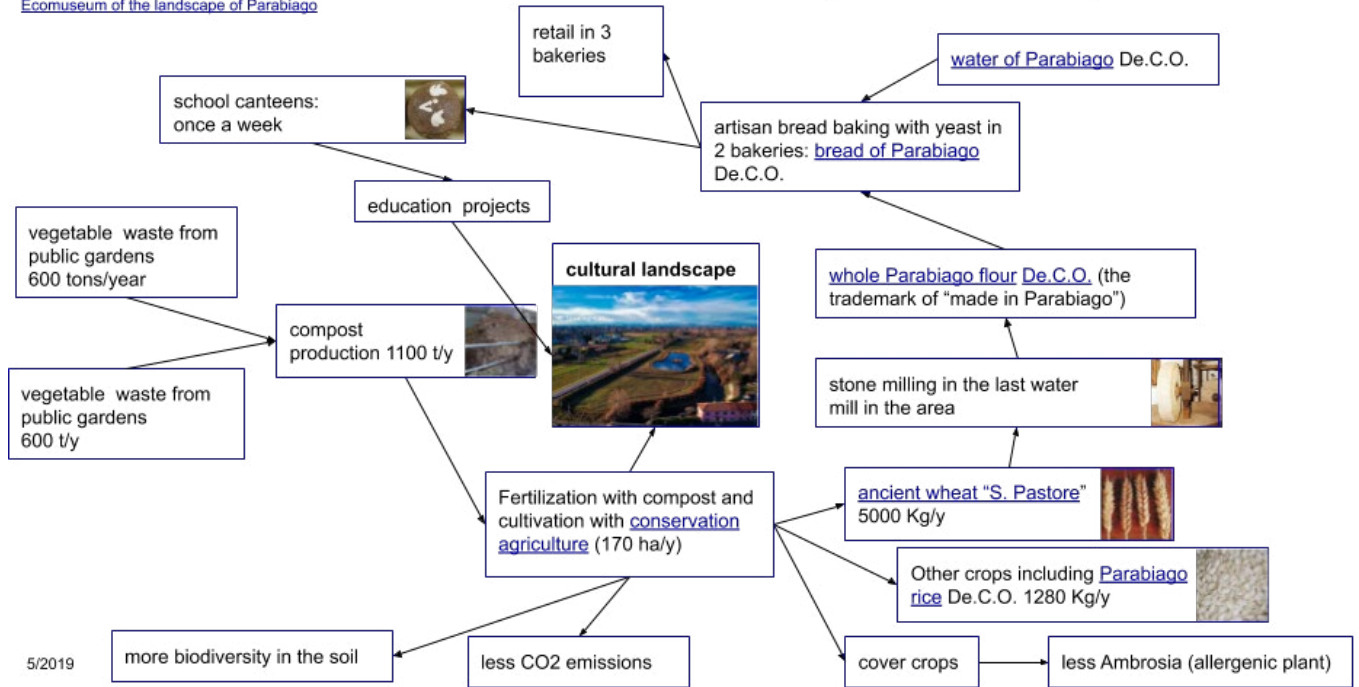 Ecomuseum of the landscape of Parabiago
retail in 3
bakeries
water of Parabiago De.C.O.
school canteens:
once a week
artisan bread baking with yeast in
2 bakeries: bread of Parabiago
De.C.O.
education projects
vegetable waste from
public gardens
600 tons/year
cultural landscape
whole Parabiago flour De.C.O. (the
trademark of “made in Parabiago”)
compost
production 1100 t/y
vegetable waste from
public gardens
600 t/y
stone milling in the last water
mill in the area
Fertilization with compost and
cultivation with conservation
agriculture (170 ha/y)
ancient wheat “S. Pastore”
5000 Kg/y
Other crops including Parabiago
rice De.C.O. 1280 Kg/y
5/2019
more biodiversity in the soil
less CO2 emissions
cover crops
less Ambrosia (allergenic plant)